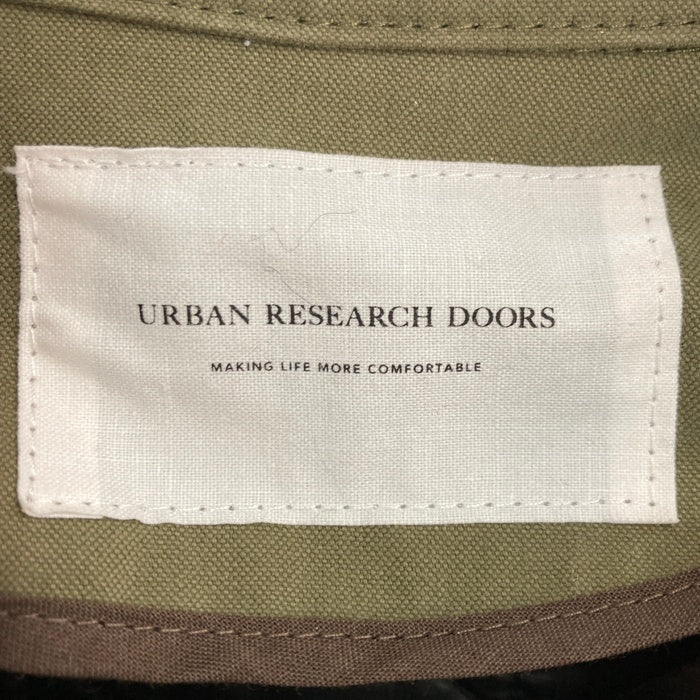 URBAN RESEARCH DOORS
MAKING LIFE MORE COMFORTABLE